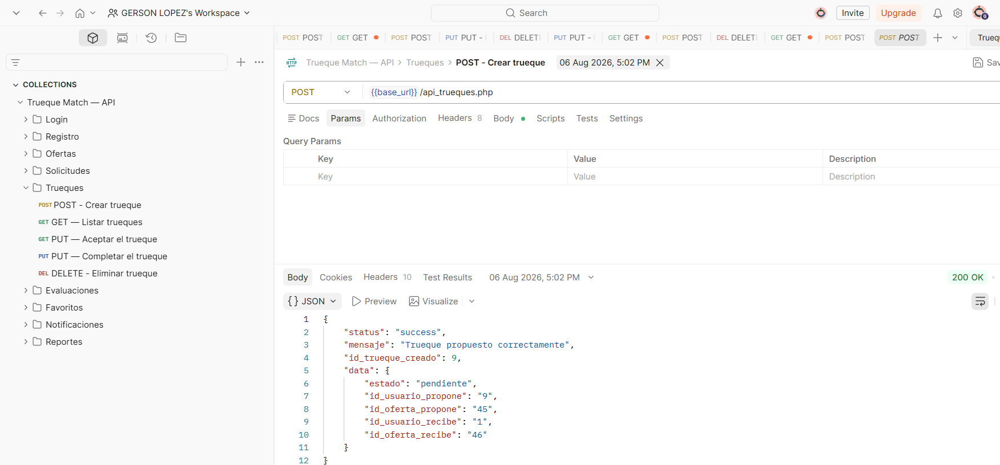 GERSON LOPEZ's Workspace
Search
Invite
Upgrade
POST POST
GET GET
POST POST
PUT PUT -
DEL DELET
PUT PUT -
GET GET
POST POST
DEL DELET
GET GET
POST POST
POST POST
Trueq
Trueque Match — API > Trueques > POST - Crear trueque
06 Aug 2026, 5:02 PM
Sav
COLLECTIONS
Trueque Match — API
Login
Registro
Ofertas
Solicitudes
Trueques
POST POST - Crear trueque
GET GET — Listar trueques
GET PUT — Aceptar el trueque
PUT PUT — Completar el trueque
DEL DELETE - Eliminar trueque
Evaluaciones
Favoritos
Notificaciones
Reportes
HTTP
POST
{{base_url}} /api_trueques.php
Docs
Params
Authorization
Headers 8
Body
Scripts
Tests
Settings
Query Params
Key Value Description
Key Value Description
Body
Cookies
Headers 10
Test Results
06 Aug 2026, 5:02 PM
200 OK
{} JSON
Preview
Visualize
1 {
2 "status": "success",
3 "mensaje": "Trueque propuesto correctamente",
4 "id_trueque_creado": 9,
5 "data": {
6 "estado": "pendiente",
7 "id_usuario_propone": "9",
8 "id_oferta_propone": "45",
9 "id_usuario_recibe": "1",
10 "id_oferta_recibe": "46"
11 }
12 }